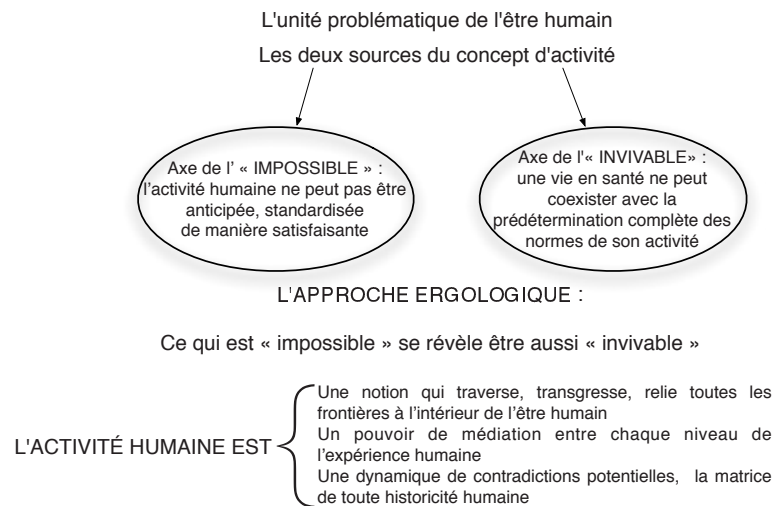 L'unité problématique de l'être humain
Les deux sources du concept d'activité
Axe de l' « IMPOSSIBLE » :
l'activité humaine ne peut pas être
anticipée, standardisée
de manière satisfaisante
Axe de l'« INVIVABLE» :
une vie en santé ne peut
coexister avec la
prédétermination complète des
normes de son activité
L'APPROCHE ERGOLOGIQUE :
Ce qui est « impossible » se révèle être aussi « invivable »
L'ACTIVITÉ HUMAINE EST
Une notion qui traverse, transgresse, relie toutes les
frontières à l'intérieur de l'être humain
Un pouvoir de médiation entre chaque niveau de
l'expérience humaine
Une dynamique de contradictions potentielles, la matrice
de toute historicité humaine